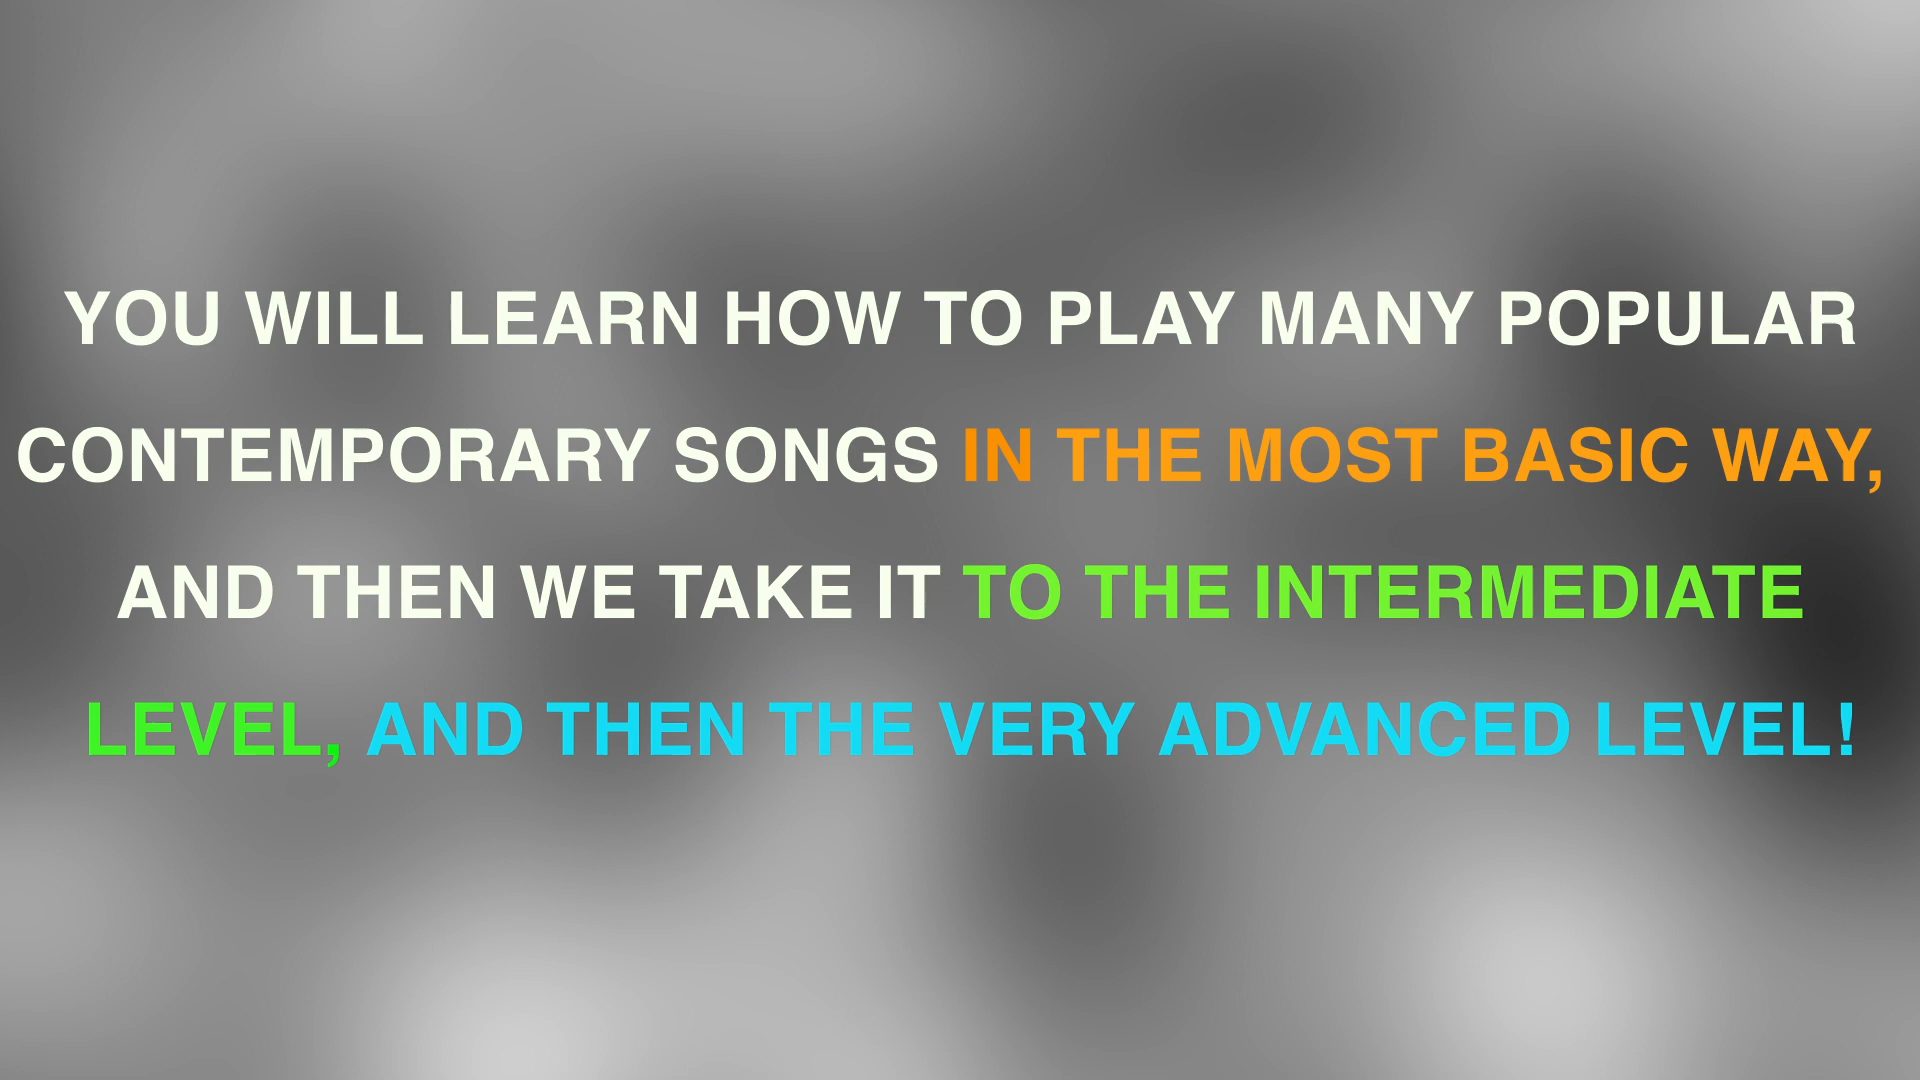 YOU WILL LEARN HOW TO PLAY MANY POPULAR
CONTEMPORARY SONGS IN THE MOST BASIC WAY,
AND THEN WE TAKE IT TO THE INTERMEDIATE
LEVEL, AND THEN THE VERY ADVANCED LEVEL!